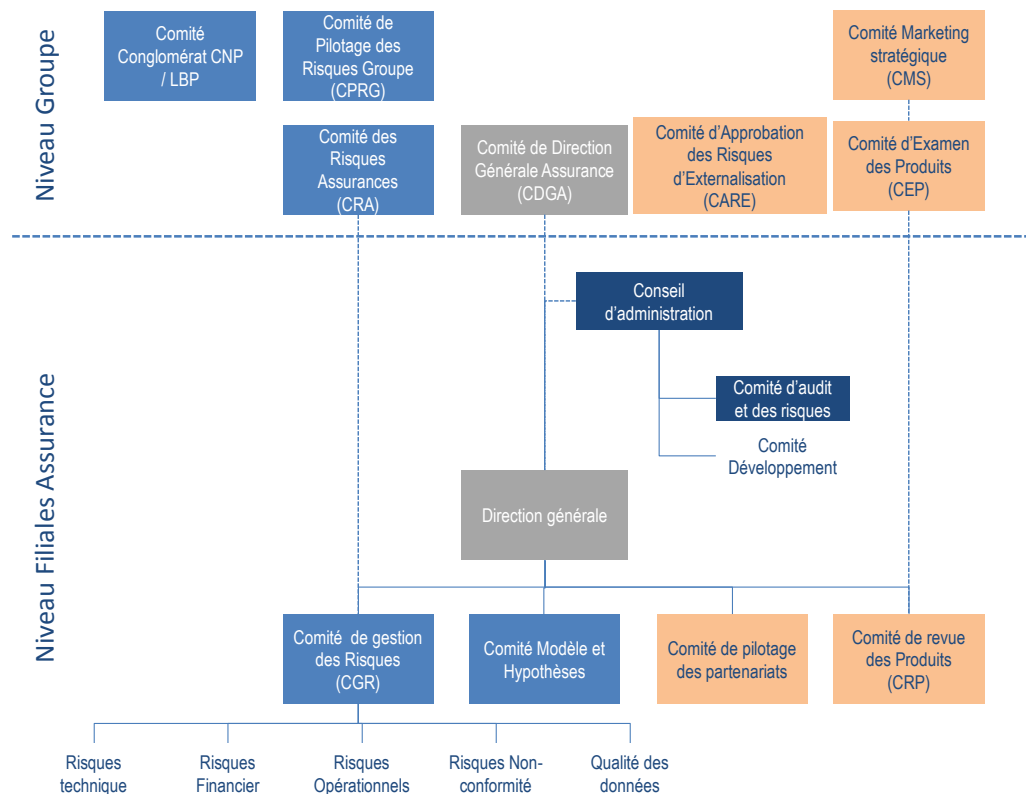 Niveau Groupe
Comité
Conglomérat CNP
/ LBP
Comité de
Pilotage des
Risques Groupe
(CPRG)
Comité Marketing
stratégique
(CMS)
Comité des
Risques
Assurances
(CRA)
Comité de Direction
Générale Assurance
(CDGA)
Comité d'Approbation
des Risques
d'Externalisation
(CARE)
Comité d'Examen
des Produits
(CEP)
Niveau Filiales Assurance
Conseil
d'administration
Comité d'audit
et des risques
Comité
Développement
Direction générale
Comité de gestion
des Risques
(CGR)
Comité Modèle et
Hypothèses
Comité de pilotage
des partenariats
Comité de revue
des Produits
(CRP)
Risques
technique
Risques
Financier
Risques
Opérationnels
Risques Non-
conformité
Qualité des
données